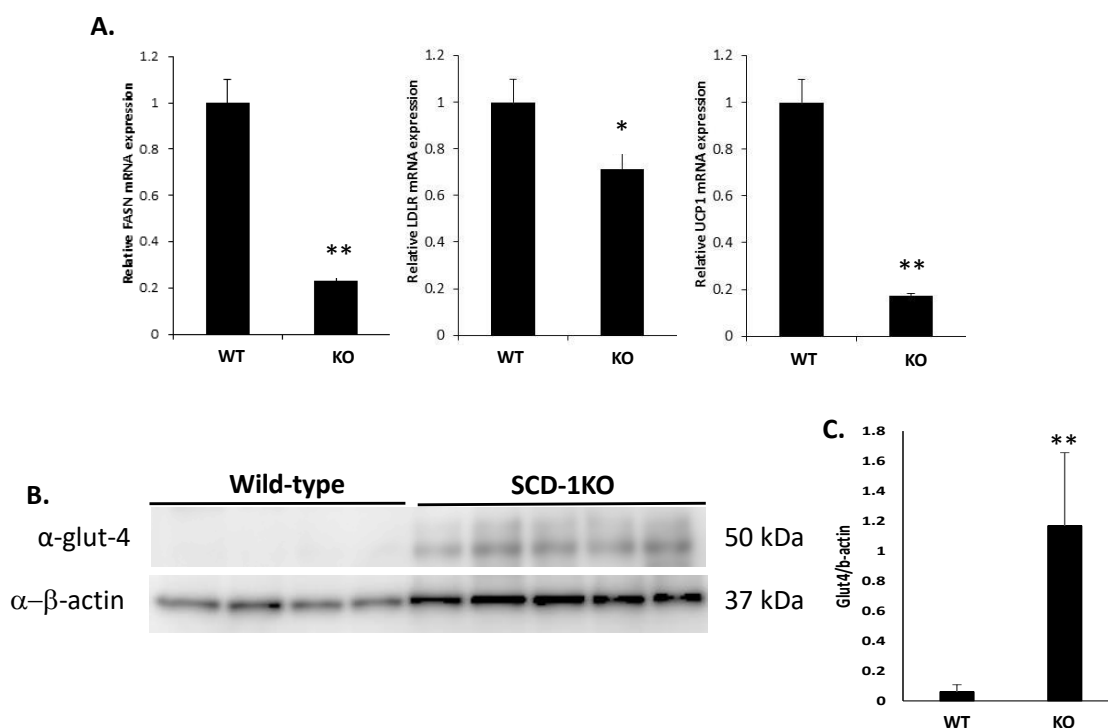 A.
Relative FASN mRNA expression
1.2
1
0.8
0.6
0.4
0.2
0
**
WT KO
Relative LDLR mRNA expression
1.2
1
0.8
0.6
0.4
0.2
0
*
WT KO
Relative UCP1 mRNA expression
1.2
1
0.8
0.6
0.4
0.2
0
**
WT KO
B.
Wild-type SCD-1KO
α-glut-4 50 kDa
α–β-actin 37 kDa
C.
Glut4/b-actin
1.8
1.6
1.4
1.2
1
0.8
0.6
0.4
0.2
0
**
WT KO